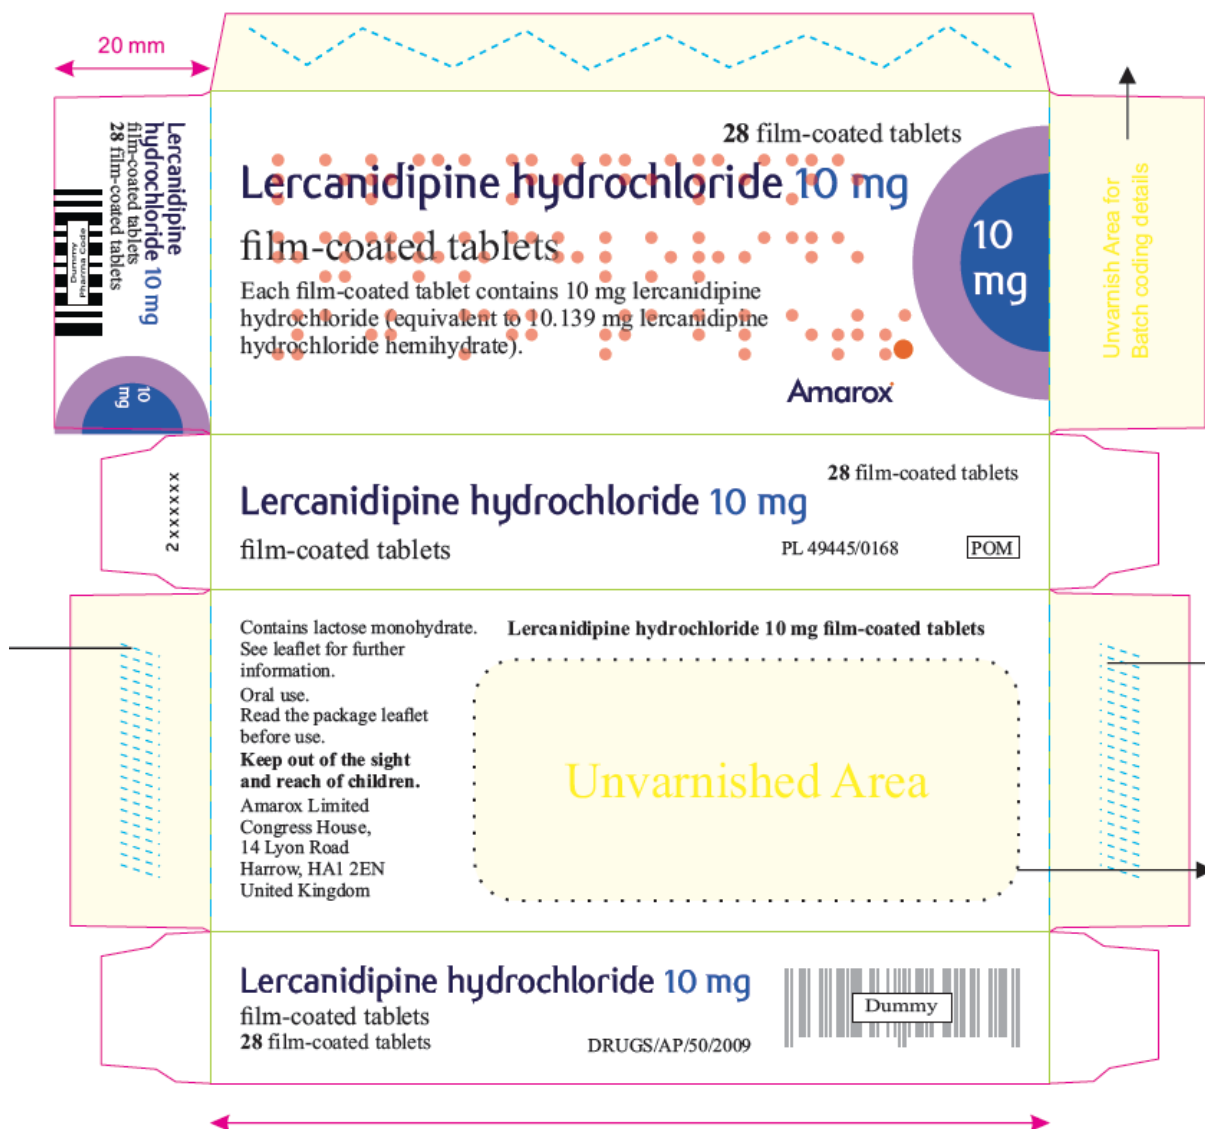 20 mm
28 film-coated tablets
Lercanidipine hydrochloride 10 mg
film-coated tablets
Each film-coated tablet contains 10 mg lercanidipine
hydrochloride (equivalent to 10.139 mg lercanidipine
hydrochloride hemihydrate).
Amarox
10
mg
Unvarnish Area for
Batch coding details
Lercanidipine
hydrochloride 10 mg
film-coated tablets
28 film-coated tablets
Dummy
Pharma Code
10
mg
2xxxxxx
28 film-coated tablets
Lercanidipine hydrochloride 10 mg
film-coated tablets
PL 49445/0168
POM
Contains lactose monohydrate.
See leaflet for further
information.
Oral use.
Read the package leaflet
before use.
Keep out of the sight
and reach of children.
Amarox Limited
Congress House,
14 Lyon Road
Harrow, HA1 2EN
United Kingdom
Lercanidipine hydrochloride 10 mg film-coated tablets
Unvarnished Area
Lercanidipine hydrochloride 10 mg
film-coated tablets
28 film-coated tablets
DRUGS/AP/50/2009
Dummy